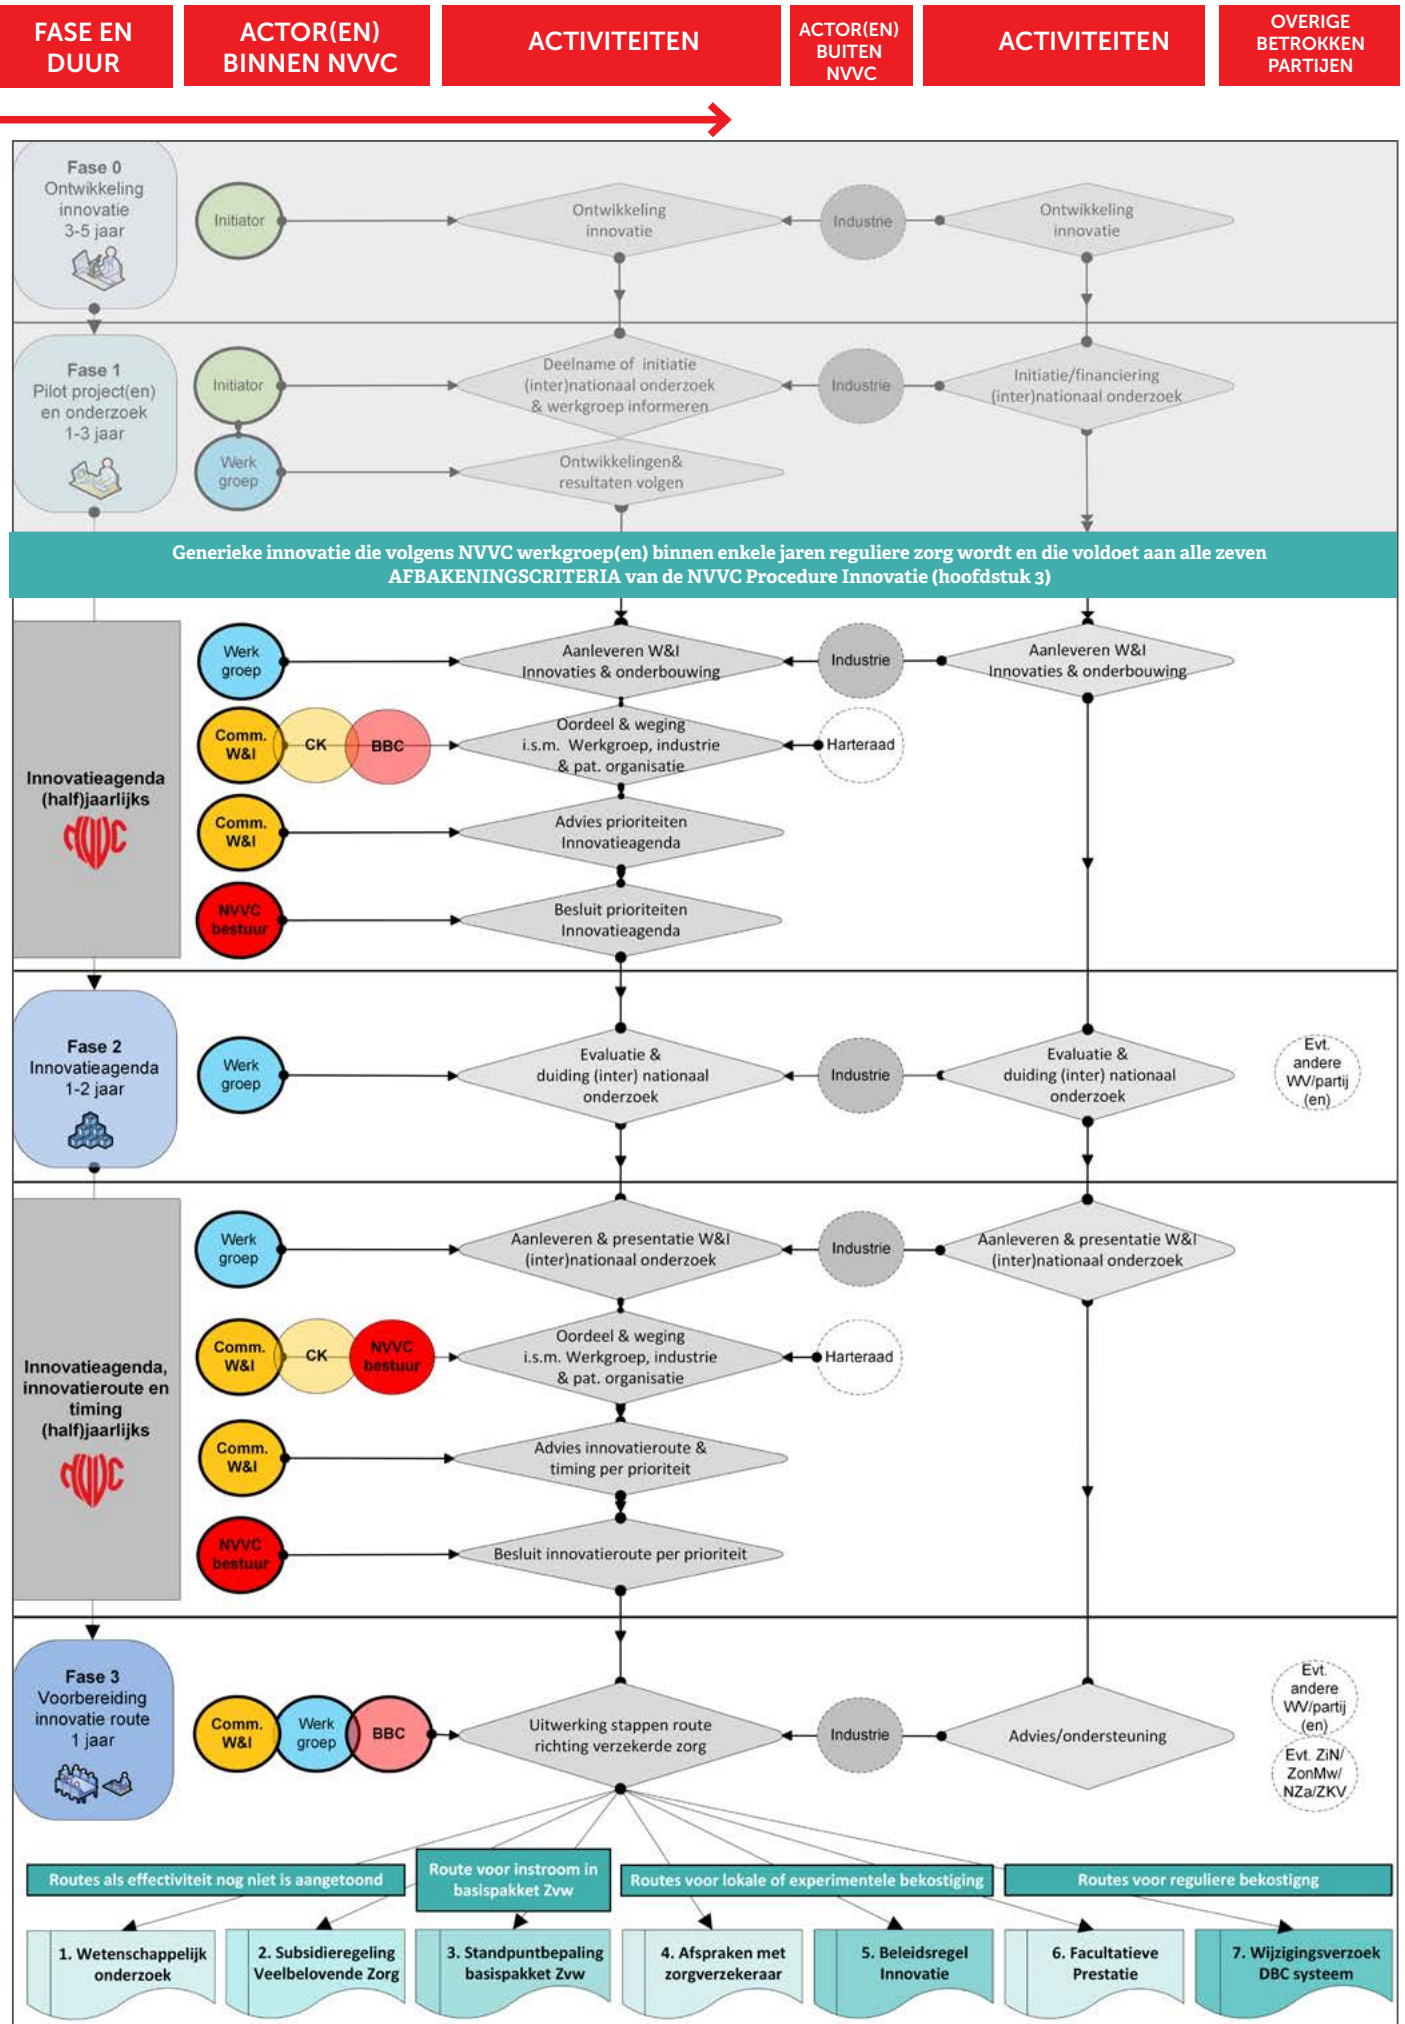 FASE EN
DUUR
ACTOR(EN)
BINNEN NVVC
ACTIVITEITEN
ACTOR(EN)
BUITEN
NVVC
ACTIVITEITEN
OVERIGE
BETROKKEN
PARTIJEN
Fase 0
Ontwikkeling
innovatie
3-5 jaar
Initiator
Ontwikkeling
innovatie
Industrie
Ontwikkeling
innovatie
Fase 1
Pilot project(en)
en onderzoek
1-3 jaar
Initiator
Deelname of initiatie
(inter)nationaal onderzoek
& werkgroep informeren
Industrie
Initiatie/financiering
(inter)nationaal onderzoek
Werk
groep
Ontwikkelingen&
resultaten volgen
Generieke innovatie die volgens NVVC werkgroep(en) binnen enkele jaren reguliere zorg wordt en die voldoet aan alle zeven
AFBAKENINGSCRITERIA van de NVVC Procedure Innovatie (hoofdstuk 3)
Innovatieagenda
(half)jaarlijks
NVVC
Werk
groep
Aanleveren W&I
Innovaties & onderbouwing
Industrie
Aanleveren W&I
Innovaties & onderbouwing
Comm.
W&I
CK
BBC
Oordeel & weging
i.s.m. Werkgroep, industrie
& pat. organisatie
Harteraad
Comm.
W&I
Advies prioriteiten
Innovatieagenda
NVVC
bestuur
Besluit prioriteiten
Innovatieagenda
Fase 2
Innovatieagenda
1-2 jaar
Werk
groep
Evaluatie &
duiding (inter) nationaal
onderzoek
Industrie
Evaluatie &
duiding (inter) nationaal
onderzoek
Evt.
andere
WV/partij
(en)
Innovatieagenda,
innovatieroute en
timing
(half)jaarlijks
NVVC
Werk
groep
Aanleveren & presentatie W&I
(inter)nationaal onderzoek
Industrie
Aanleveren & presentatie W&I
(inter)nationaal onderzoek
Comm.
W&I
CK
NVVC
bestuur
Oordeel & weging
i.s.m. Werkgroep, industrie
& pat. organisatie
Harteraad
Comm.
W&I
Advies innovatieroute &
timing per prioriteit
NVVC
bestuur
Besluit innovatieroute per prioriteit
Fase 3
Voorbereiding
innovatie route
1 jaar
Comm.
W&I
Werk
groep
BBC
Uitwerking stappen route
richting verzekerde zorg
Industrie
Advies/ondersteuning
Evt.
andere
WV/partij
(en)
Evt. ZiN/
ZonMw/
NZa/ZKV
Routes als effectiviteit nog niet is aangetoond
Route voor instroom in
basispakket Zvw
Routes voor lokale of experimentele bekostiging
Routes voor reguliere bekostigng
1. Wetenschappelijk
onderzoek
2. Subsidieregeling
Veelbelovende Zorg
3. Standpuntbepaling
basispakket Zvw
4. Afspraken met
zorgverzekeraar
5. Beleidsregel
Innovatie
6. Facultatieve
Prestatie
7. Wijzigingsverzoek
DBC systeem